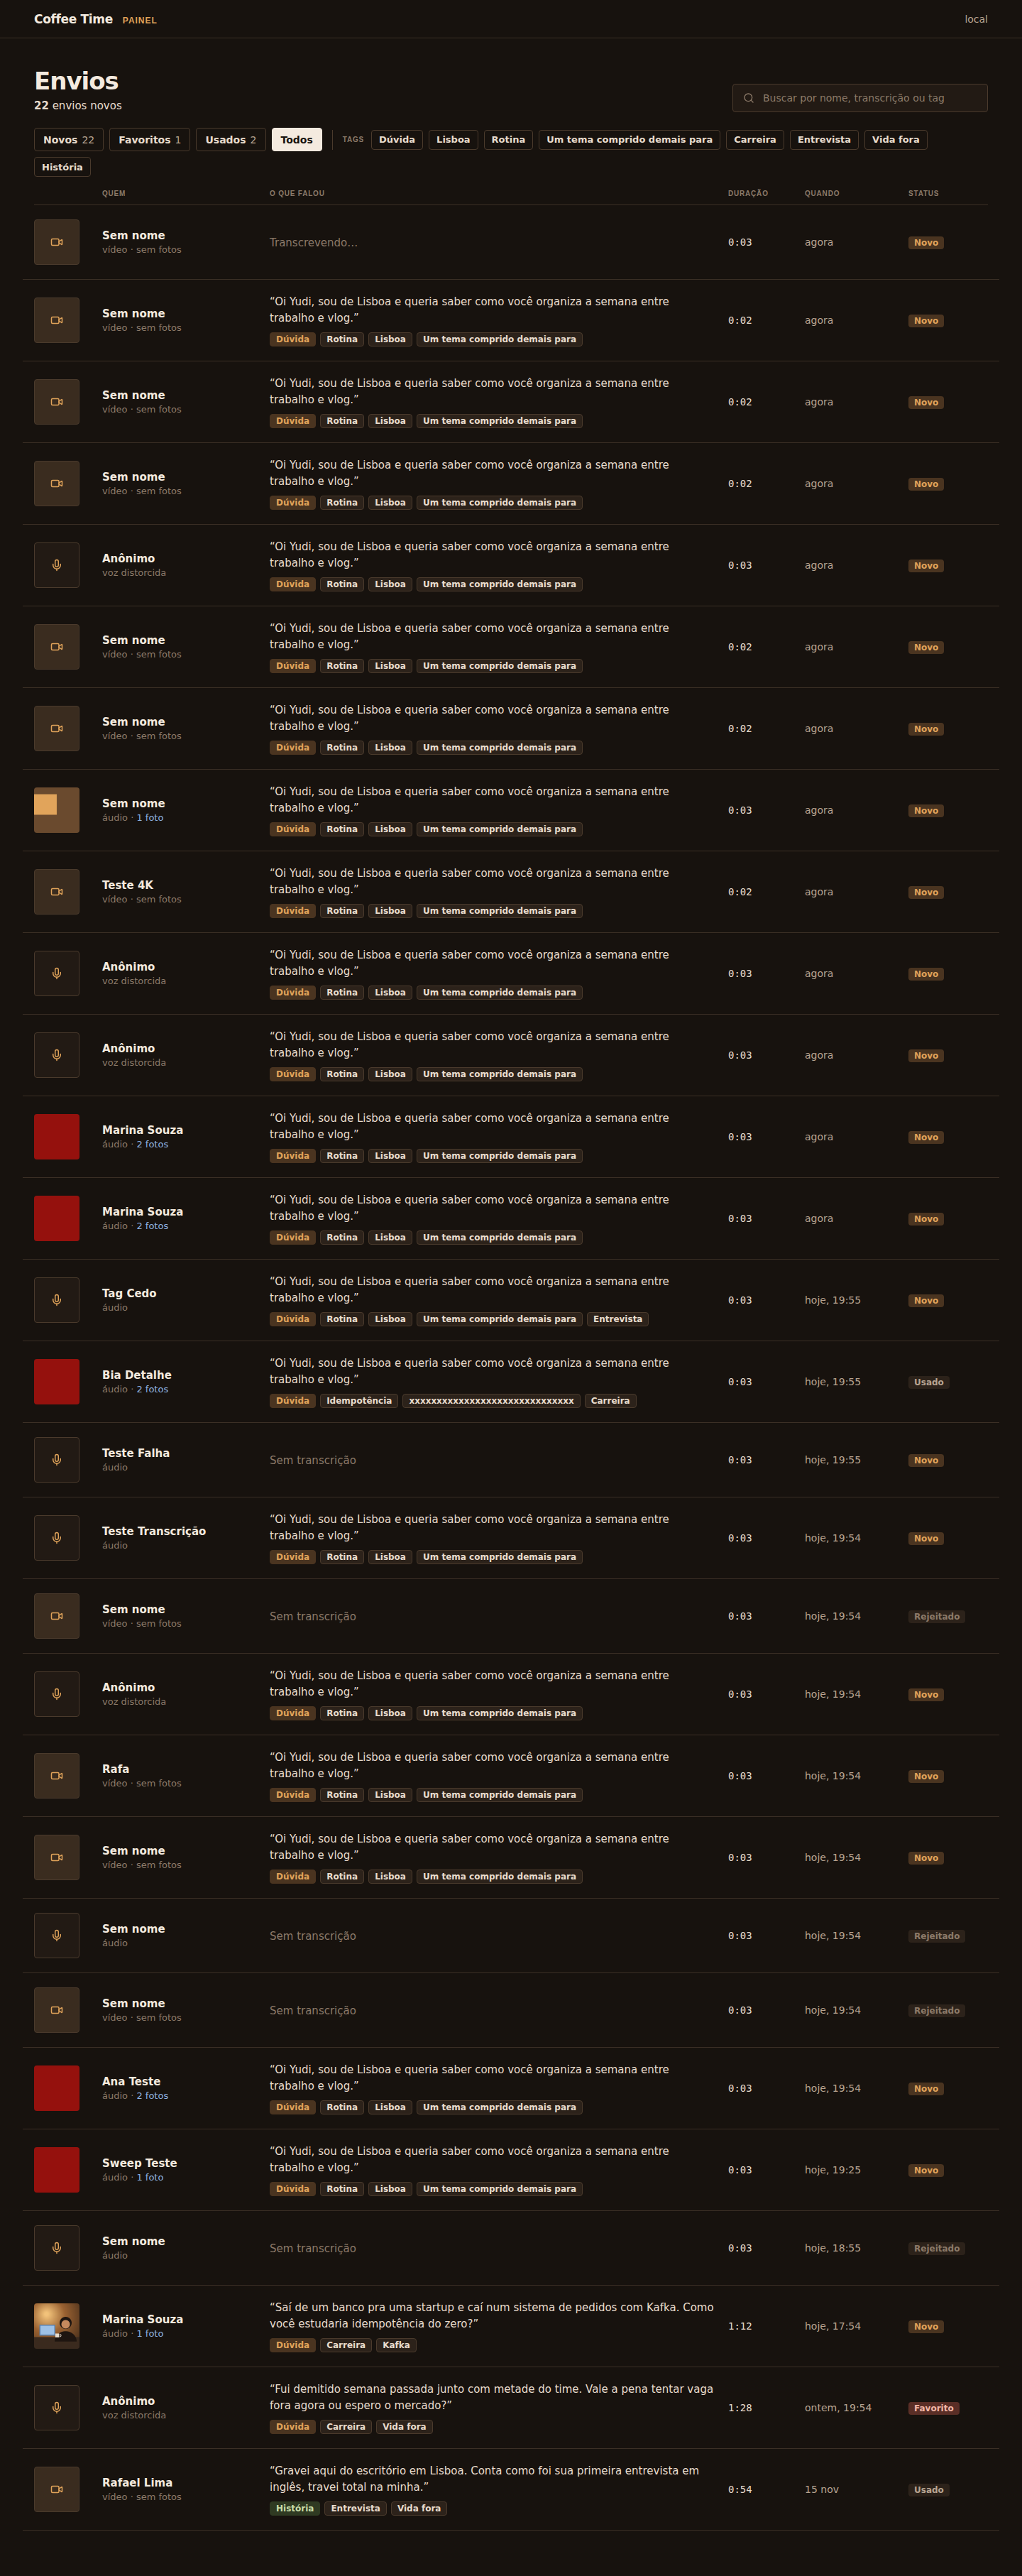 Coffee Time PAINEL local
Envios
22 envios novos
Buscar por nome, transcrição ou tag
Novos 22 Favoritos 1 Usados 2 Todos TAGS Dúvida Lisboa Rotina Um tema comprido demais para Carreira Entrevista Vida fora
História
QUEM O QUE FALOU DURAÇÃO QUANDO STATUS
Sem nome
vídeo · sem fotos
Transcrevendo…
0:03 agora Novo
Sem nome
vídeo · sem fotos
“Oi Yudi, sou de Lisboa e queria saber como você organiza a semana entre
trabalho e vlog.”
Dúvida Rotina Lisboa Um tema comprido demais para
0:02 agora Novo
Sem nome
vídeo · sem fotos
“Oi Yudi, sou de Lisboa e queria saber como você organiza a semana entre
trabalho e vlog.”
Dúvida Rotina Lisboa Um tema comprido demais para
0:02 agora Novo
Sem nome
vídeo · sem fotos
“Oi Yudi, sou de Lisboa e queria saber como você organiza a semana entre
trabalho e vlog.”
Dúvida Rotina Lisboa Um tema comprido demais para
0:02 agora Novo
Anônimo
voz distorcida
“Oi Yudi, sou de Lisboa e queria saber como você organiza a semana entre
trabalho e vlog.”
Dúvida Rotina Lisboa Um tema comprido demais para
0:03 agora Novo
Sem nome
vídeo · sem fotos
“Oi Yudi, sou de Lisboa e queria saber como você organiza a semana entre
trabalho e vlog.”
Dúvida Rotina Lisboa Um tema comprido demais para
0:02 agora Novo
Sem nome
vídeo · sem fotos
“Oi Yudi, sou de Lisboa e queria saber como você organiza a semana entre
trabalho e vlog.”
Dúvida Rotina Lisboa Um tema comprido demais para
0:02 agora Novo
Sem nome
áudio · 1 foto
“Oi Yudi, sou de Lisboa e queria saber como você organiza a semana entre
trabalho e vlog.”
Dúvida Rotina Lisboa Um tema comprido demais para
0:03 agora Novo
Teste 4K
vídeo · sem fotos
“Oi Yudi, sou de Lisboa e queria saber como você organiza a semana entre
trabalho e vlog.”
Dúvida Rotina Lisboa Um tema comprido demais para
0:02 agora Novo
Anônimo
voz distorcida
“Oi Yudi, sou de Lisboa e queria saber como você organiza a semana entre
trabalho e vlog.”
Dúvida Rotina Lisboa Um tema comprido demais para
0:03 agora Novo
Anônimo
voz distorcida
“Oi Yudi, sou de Lisboa e queria saber como você organiza a semana entre
trabalho e vlog.”
Dúvida Rotina Lisboa Um tema comprido demais para
0:03 agora Novo
Marina Souza
áudio · 2 fotos
“Oi Yudi, sou de Lisboa e queria saber como você organiza a semana entre
trabalho e vlog.”
Dúvida Rotina Lisboa Um tema comprido demais para
0:03 agora Novo
Marina Souza
áudio · 2 fotos
“Oi Yudi, sou de Lisboa e queria saber como você organiza a semana entre
trabalho e vlog.”
Dúvida Rotina Lisboa Um tema comprido demais para
0:03 agora Novo
Tag Cedo
áudio
“Oi Yudi, sou de Lisboa e queria saber como você organiza a semana entre
trabalho e vlog.”
Dúvida Rotina Lisboa Um tema comprido demais para Entrevista
0:03 hoje, 19:55 Novo
Bia Detalhe
áudio · 2 fotos
“Oi Yudi, sou de Lisboa e queria saber como você organiza a semana entre
trabalho e vlog.”
Dúvida Idempotência xxxxxxxxxxxxxxxxxxxxxxxxxxxxxx Carreira
0:03 hoje, 19:55 Usado
Teste Falha
áudio
Sem transcrição
0:03 hoje, 19:55 Novo
Teste Transcrição
áudio
“Oi Yudi, sou de Lisboa e queria saber como você organiza a semana entre
trabalho e vlog.”
Dúvida Rotina Lisboa Um tema comprido demais para
0:03 hoje, 19:54 Novo
Sem nome
vídeo · sem fotos
Sem transcrição
0:03 hoje, 19:54 Rejeitado
Anônimo
voz distorcida
“Oi Yudi, sou de Lisboa e queria saber como você organiza a semana entre
trabalho e vlog.”
Dúvida Rotina Lisboa Um tema comprido demais para
0:03 hoje, 19:54 Novo
Rafa
vídeo · sem fotos
“Oi Yudi, sou de Lisboa e queria saber como você organiza a semana entre
trabalho e vlog.”
Dúvida Rotina Lisboa Um tema comprido demais para
0:03 hoje, 19:54 Novo
Sem nome
vídeo · sem fotos
“Oi Yudi, sou de Lisboa e queria saber como você organiza a semana entre
trabalho e vlog.”
Dúvida Rotina Lisboa Um tema comprido demais para
0:03 hoje, 19:54 Novo
Sem nome
áudio
Sem transcrição
0:03 hoje, 19:54 Rejeitado
Sem nome
vídeo · sem fotos
Sem transcrição
0:03 hoje, 19:54 Rejeitado
Ana Teste
áudio · 2 fotos
“Oi Yudi, sou de Lisboa e queria saber como você organiza a semana entre
trabalho e vlog.”
Dúvida Rotina Lisboa Um tema comprido demais para
0:03 hoje, 19:54 Novo
Sweep Teste
áudio · 1 foto
“Oi Yudi, sou de Lisboa e queria saber como você organiza a semana entre
trabalho e vlog.”
Dúvida Rotina Lisboa Um tema comprido demais para
0:03 hoje, 19:25 Novo
Sem nome
áudio
Sem transcrição
0:03 hoje, 18:55 Rejeitado
Marina Souza
áudio · 1 foto
“Saí de um banco pra uma startup e caí num sistema de pedidos com Kafka. Como
você estudaria idempotência do zero?”
Dúvida Carreira Kafka
1:12 hoje, 17:54 Novo
Anônimo
voz distorcida
“Fui demitido semana passada junto com metade do time. Vale a pena tentar vaga
fora agora ou espero o mercado?”
Dúvida Carreira Vida fora
1:28 ontem, 19:54 Favorito
Rafael Lima
vídeo · sem fotos
“Gravei aqui do escritório em Lisboa. Conta como foi sua primeira entrevista em
inglês, travei total na minha.”
História Entrevista Vida fora
0:54 15 nov Usado